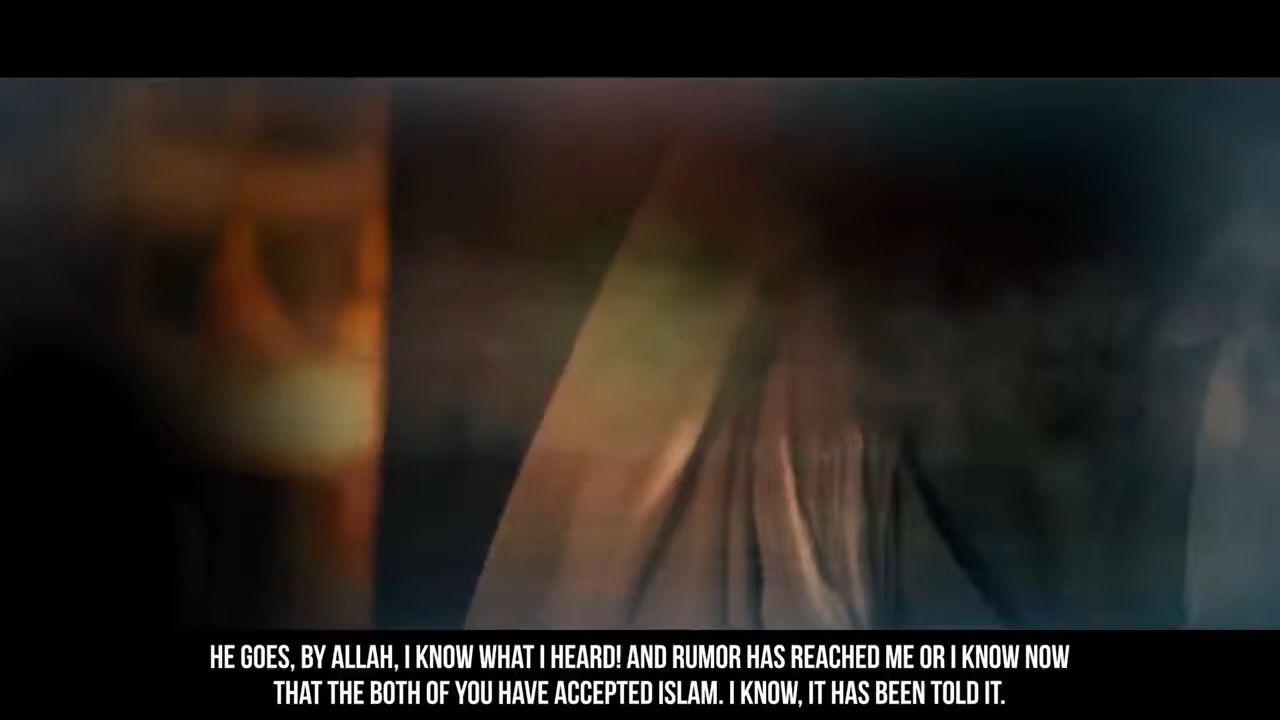 HE GOES, BY ALLAH, I KNOW WHAT I HEARD! AND RUMOR HAS REACHED ME OR I KNOW NOW
THAT THE BOTH OF YOU HAVE ACCEPTED ISLAM. I KNOW, IT HAS BEEN TOLD IT.